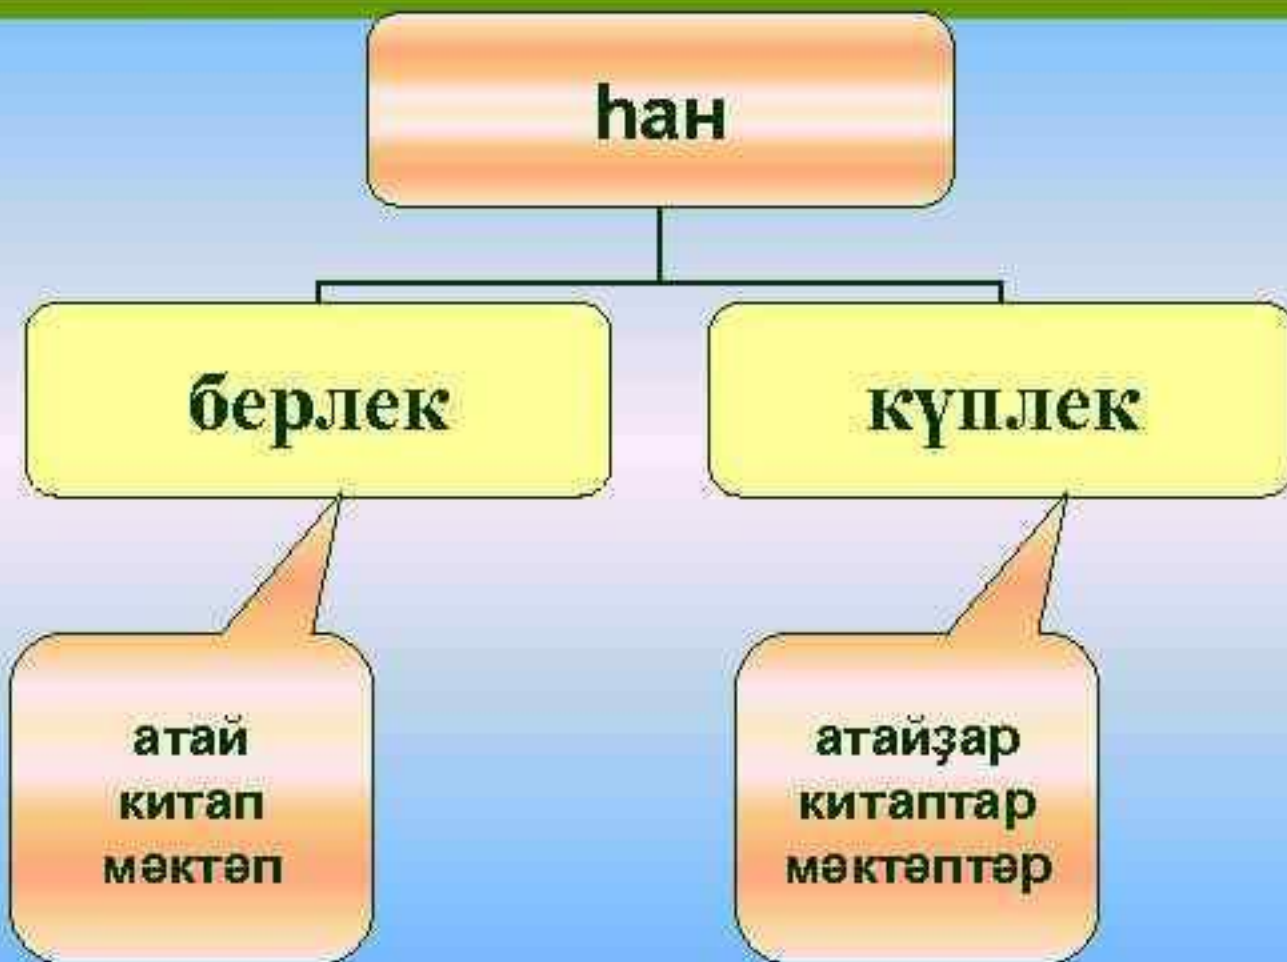 һан
берлек
күплек
атай
китап
мәктәп
атайҙар
китаптар
мәктәптәр